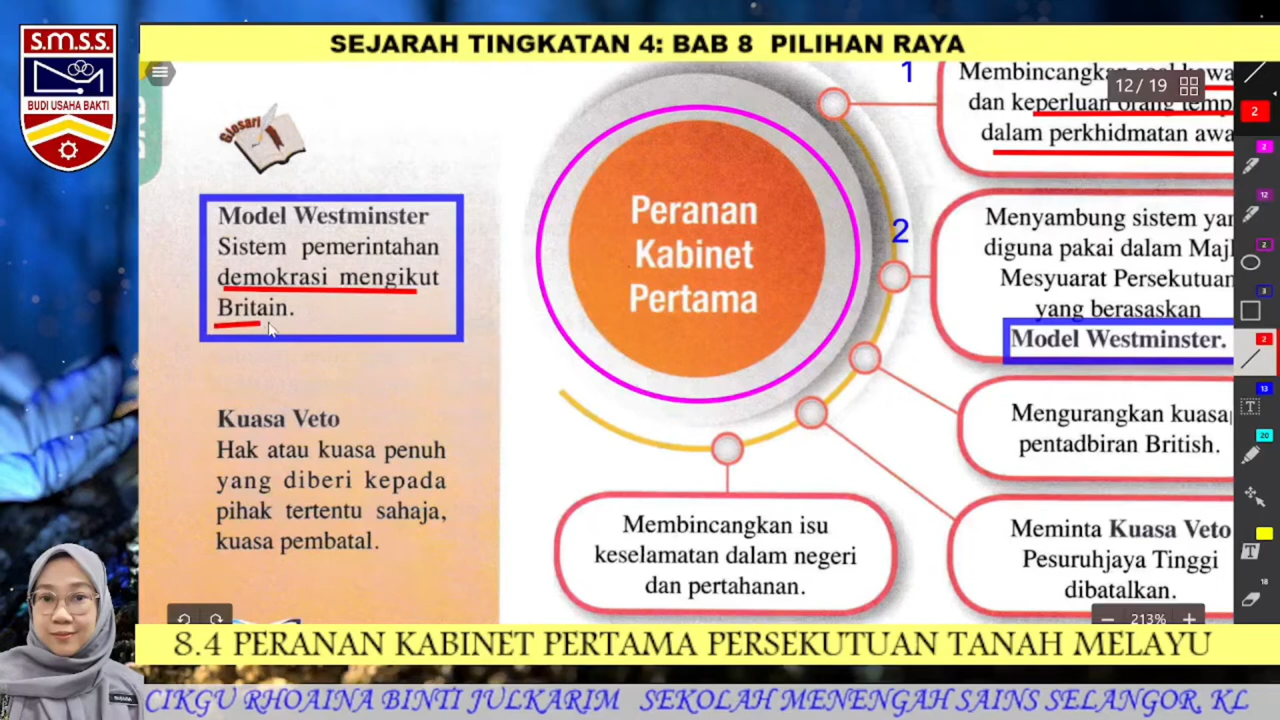 S.M.S.S.
BUDI USAHA BAKTI
SEJARAH TINGKATAN 4: BAB 8 PILIHAN RAYA
12/19
Glosari
Model Westminster
Sistem pemerintahan
demokrasi mengikut
Britain.
Kuasa Veto
Hak atau kuasa penuh
yang diberi kepada
pihak tertentu sahaja,
kuasa pembatal.
Peranan
Kabinet
Pertama
1
Membincangkan
dan keperluan orang
dalam perkhidmatan
2
Menyambung sistem
diguna pakai dalam
Mesyuarat Persekutuan
yang berasaskan
Model Westminster.
Mengurangkan kuasa
pentadbiran British.
Meminta Kuasa Veto
Pesuruhjaya Tinggi
dibatalkan.
Membincangkan isu
keselamatan dalam negeri
dan pertahanan.
213%
8.4 PERANAN KABINET PERTAMA PERSEKUTUAN TANAH MELAYU
CIKGU RHOAINA BINTI JULKARIM SEKOLAH MENENGAH SAINS SELANGOR, KL